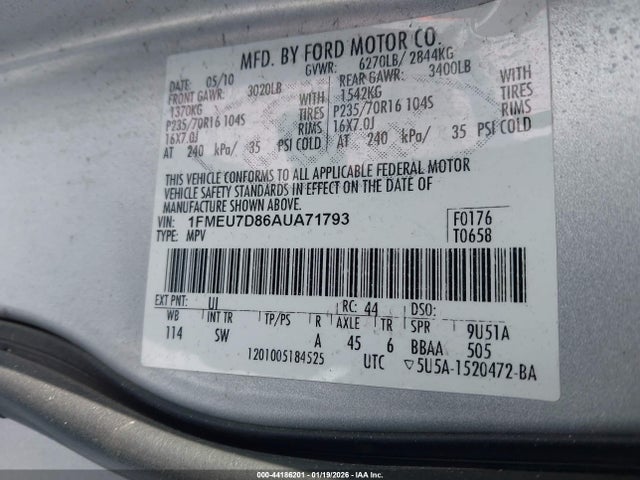 MFD. BY FORD MOTOR CO.
DATE: 05/10 GVWR: 6270LB/ 2844KG
FRONT GAWR: 3020LB REAR GAWR: 3400LB
1370KG WITH 1542KG WITH
P235/70R16 104S TIRES P235/70R16 104S TIRES
16X7.0J RIMS 16X7.0J RIMS
AT 240 kPa/ 35 PSI COLD AT 240 kPa/ 35 PSI COLD
THIS VEHICLE CONFORMS TO ALL APPLICABLE FEDERAL MOTOR
VEHICLE SAFETY STANDARDS IN EFFECT ON THE DATE OF
MANUFACTURE SHOWN ABOVE.
VIN: 1FMEU7D86AUA71793 F0176
TYPE: MPV T0658
EXT PNT: UI RC: 44 DSO:
WB INT TR TP/PS R AXLE TR SPR 9U51A
114 SW A 45 6 BBAA 505
1201005184525 UTC ▽5U5A-1520472-BA
000-44186201 | 01/19/2026 | IAA Inc.